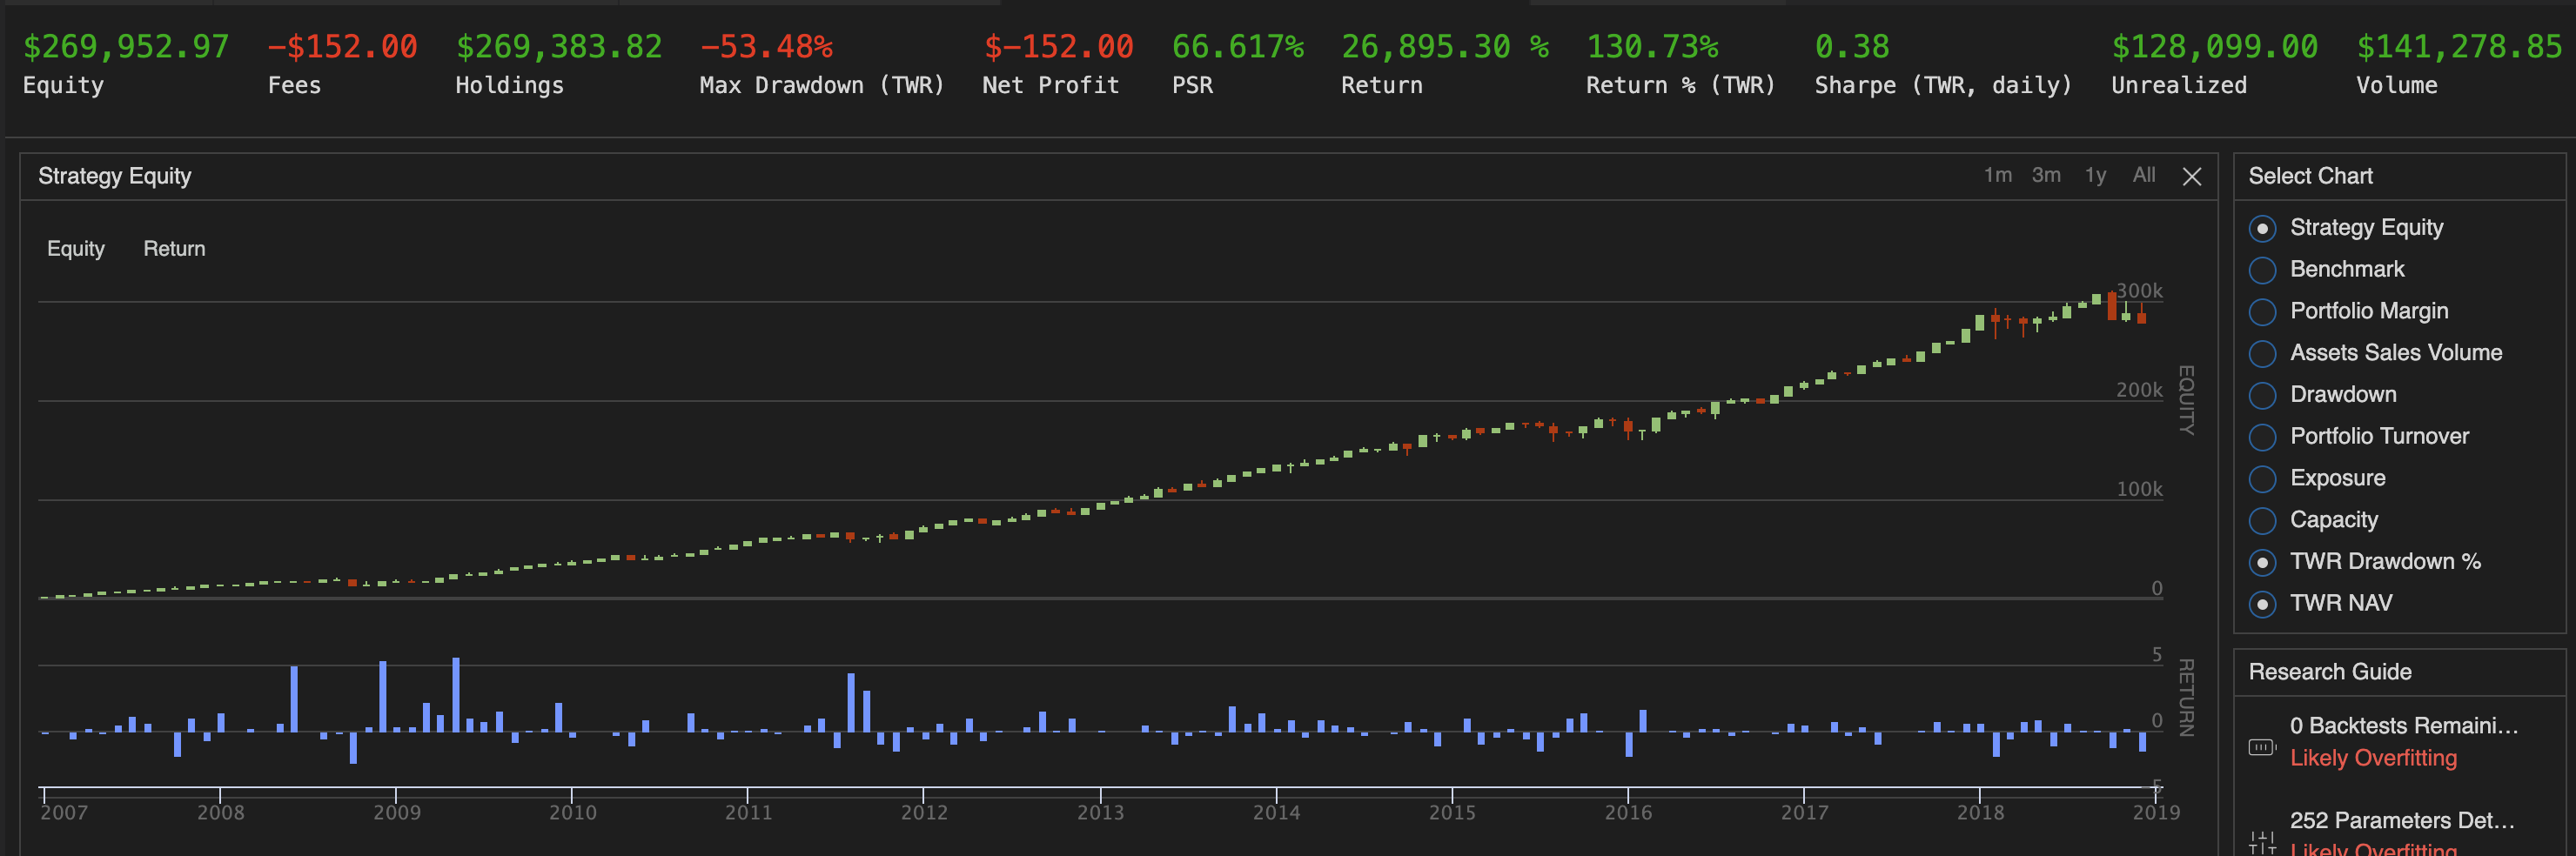 $269,952.97 -$152.00 $269,383.82 -53.48% $-152.00 66.617% 26,895.30 % 130.73% 0.38 $128,099.00 $141,278.85
Equity Fees Holdings Max Drawdown (TWR) Net Profit PSR Return Return % (TWR) Sharpe (TWR, daily) Unrealized Volume
Strategy Equity
1m 3m 1y All
Equity Return
300k
200k
100k
0
EQUITY
5
0
-5
RETURN
2007 2008 2009 2010 2011 2012 2013 2014 2015 2016 2017 2018 2019
Select Chart
Strategy Equity
Benchmark
Portfolio Margin
Assets Sales Volume
Drawdown
Portfolio Turnover
Exposure
Capacity
TWR Drawdown %
TWR NAV
Research Guide
0 Backtests Remaini...
Likely Overfitting
252 Parameters Det...
Likely Overfitting